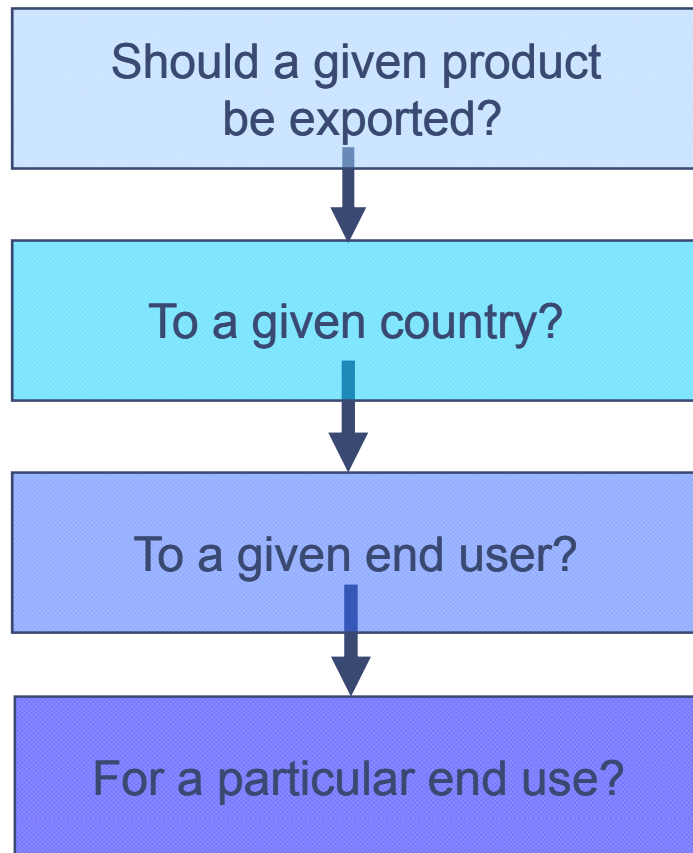 Should a given product
be exported?
To a given country?
To a given end user?
For a particular end use?